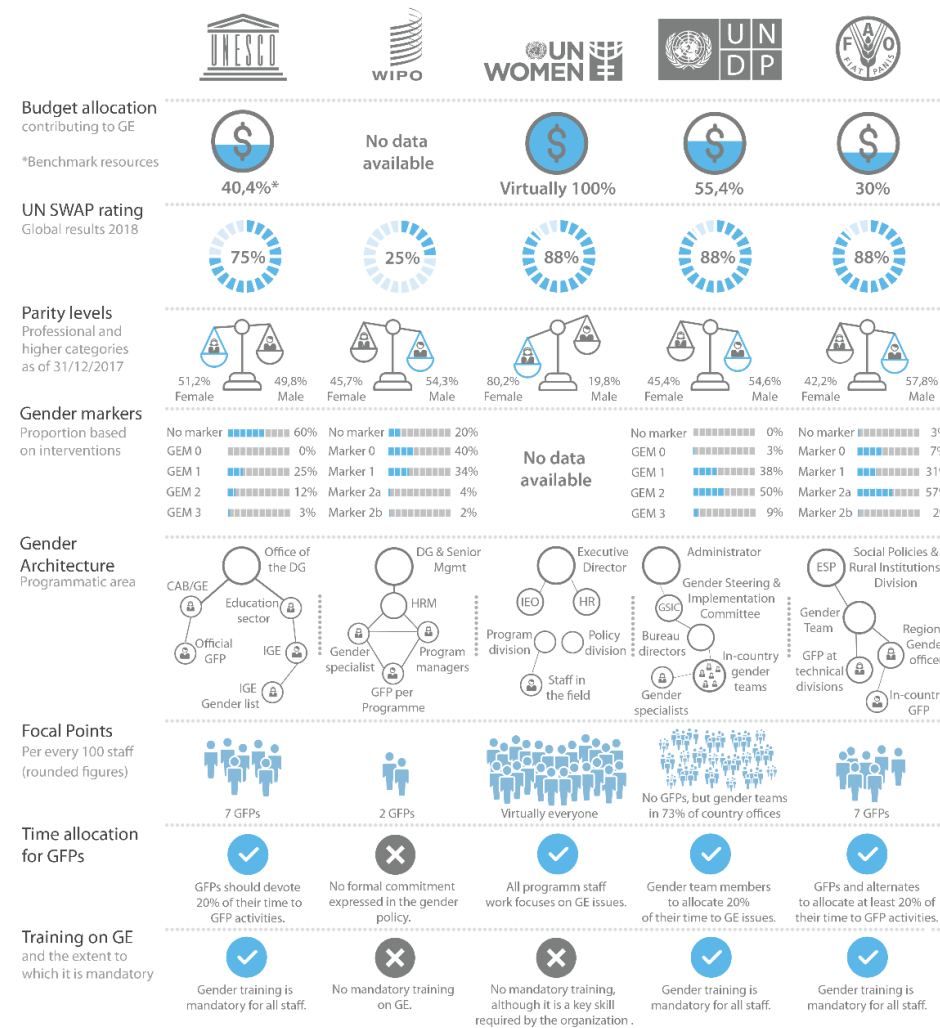 UNESCO
WIPO
UN
WOMEN
U N
D P
F A O
FIAT PANIS
Budget allocation
contributing to GE
*Benchmark resources
$
40,4%*
No data
available
$
Virtually 100%
$
55,4%
$
30%
UN SWAP rating
Global results 2018
75%
25%
88%
88%
88%
Parity levels
Professional and
higher categories
as of 31/12/2017
51,2%
Female
49,8%
Male
45,7%
Female
54,3%
Male
80,2%
Female
19,8%
Male
45,4%
Female
54,6%
Male
42,2%
Female
57,8%
Male
Gender markers
Proportion based
on interventions
No marker 60%
GEM 0 0%
GEM 1 25%
GEM 2 12%
GEM 3 3%
No marker 20%
Marker 0 40%
Marker 1 34%
Marker 2a 4%
Marker 2b 2%
No data
available
No marker 0%
GEM 0 3%
GEM 1 38%
GEM 2 50%
GEM 3 9%
No marker 3
Marker 0 7
Marker 1 31
Marker 2a 57
Marker 2b
Gender
Architecture
Programmatic area
Office of
the DG
CAB/GE
Education
sector
Official
GFP
IGE
IGE
Gender list
DG & Senior
Mgmt
HRM
Gender
specialist
Program
managers
GFP per
Programme
Executive
Director
IEO
HR
Program
division
Policy
division
Staff in
the field
Administrator
Gender Steering &
Implementation
Committee
GSIC
Bureau
directors
In-country
gender
teams
Gender
specialists
ESP
Social Policies &
Rural Institutions
Division
Gender
Team
Region
Gende
office
GFP at
technical
divisions
In-countr
GFP
Focal Points
Per every 100 staff
(rounded figures)
7 GFPs
2 GFPs
Virtually everyone
No GFPs, but gender teams
in 73% of country offices
7 GFPs
Time allocation
for GFPs
GFPs should devote
20% of their time to
GFP activities.
No formal commitment
expressed in the gender
policy.
All programm staff
work focuses on GE issues.
Gender team members
to allocate 20%
of their time to GE issues.
GFPs and alternates
to allocate at least 20% of
their time to GFP activities.
Training on GE
and the extent to
which it is mandatory
Gender training is
mandatory for all staff.
No mandatory training
on GE.
No mandatory training,
although it is a key skill
required by the organization .
Gender training is
mandatory for all staff.
Gender training is
mandatory for all staff.